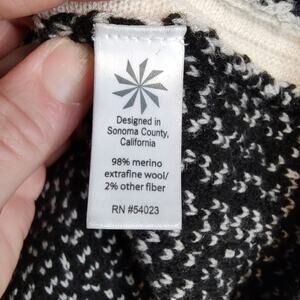 Designed in
Sonoma County,
California
98% merino
extrafine wool/
2% other fiber
RN #54023